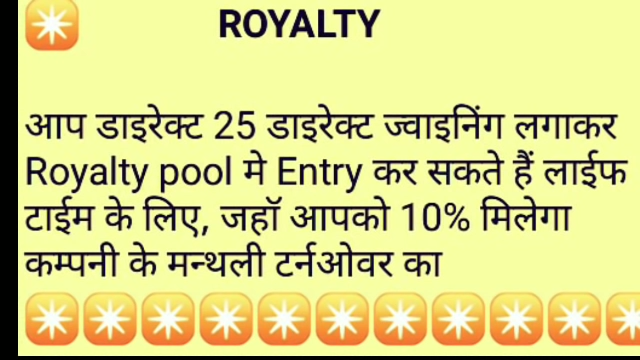 ROYALTY
आप डाइरेक्ट 25 डाइरेक्ट ज्वाइनिंग लगाकर
Royalty pool मे Entry कर सकते हैं लाईफ
टाईम के लिए, जहॉ आपको 10% मिलेगा
कम्पनी के मन्थली टर्नओवर का